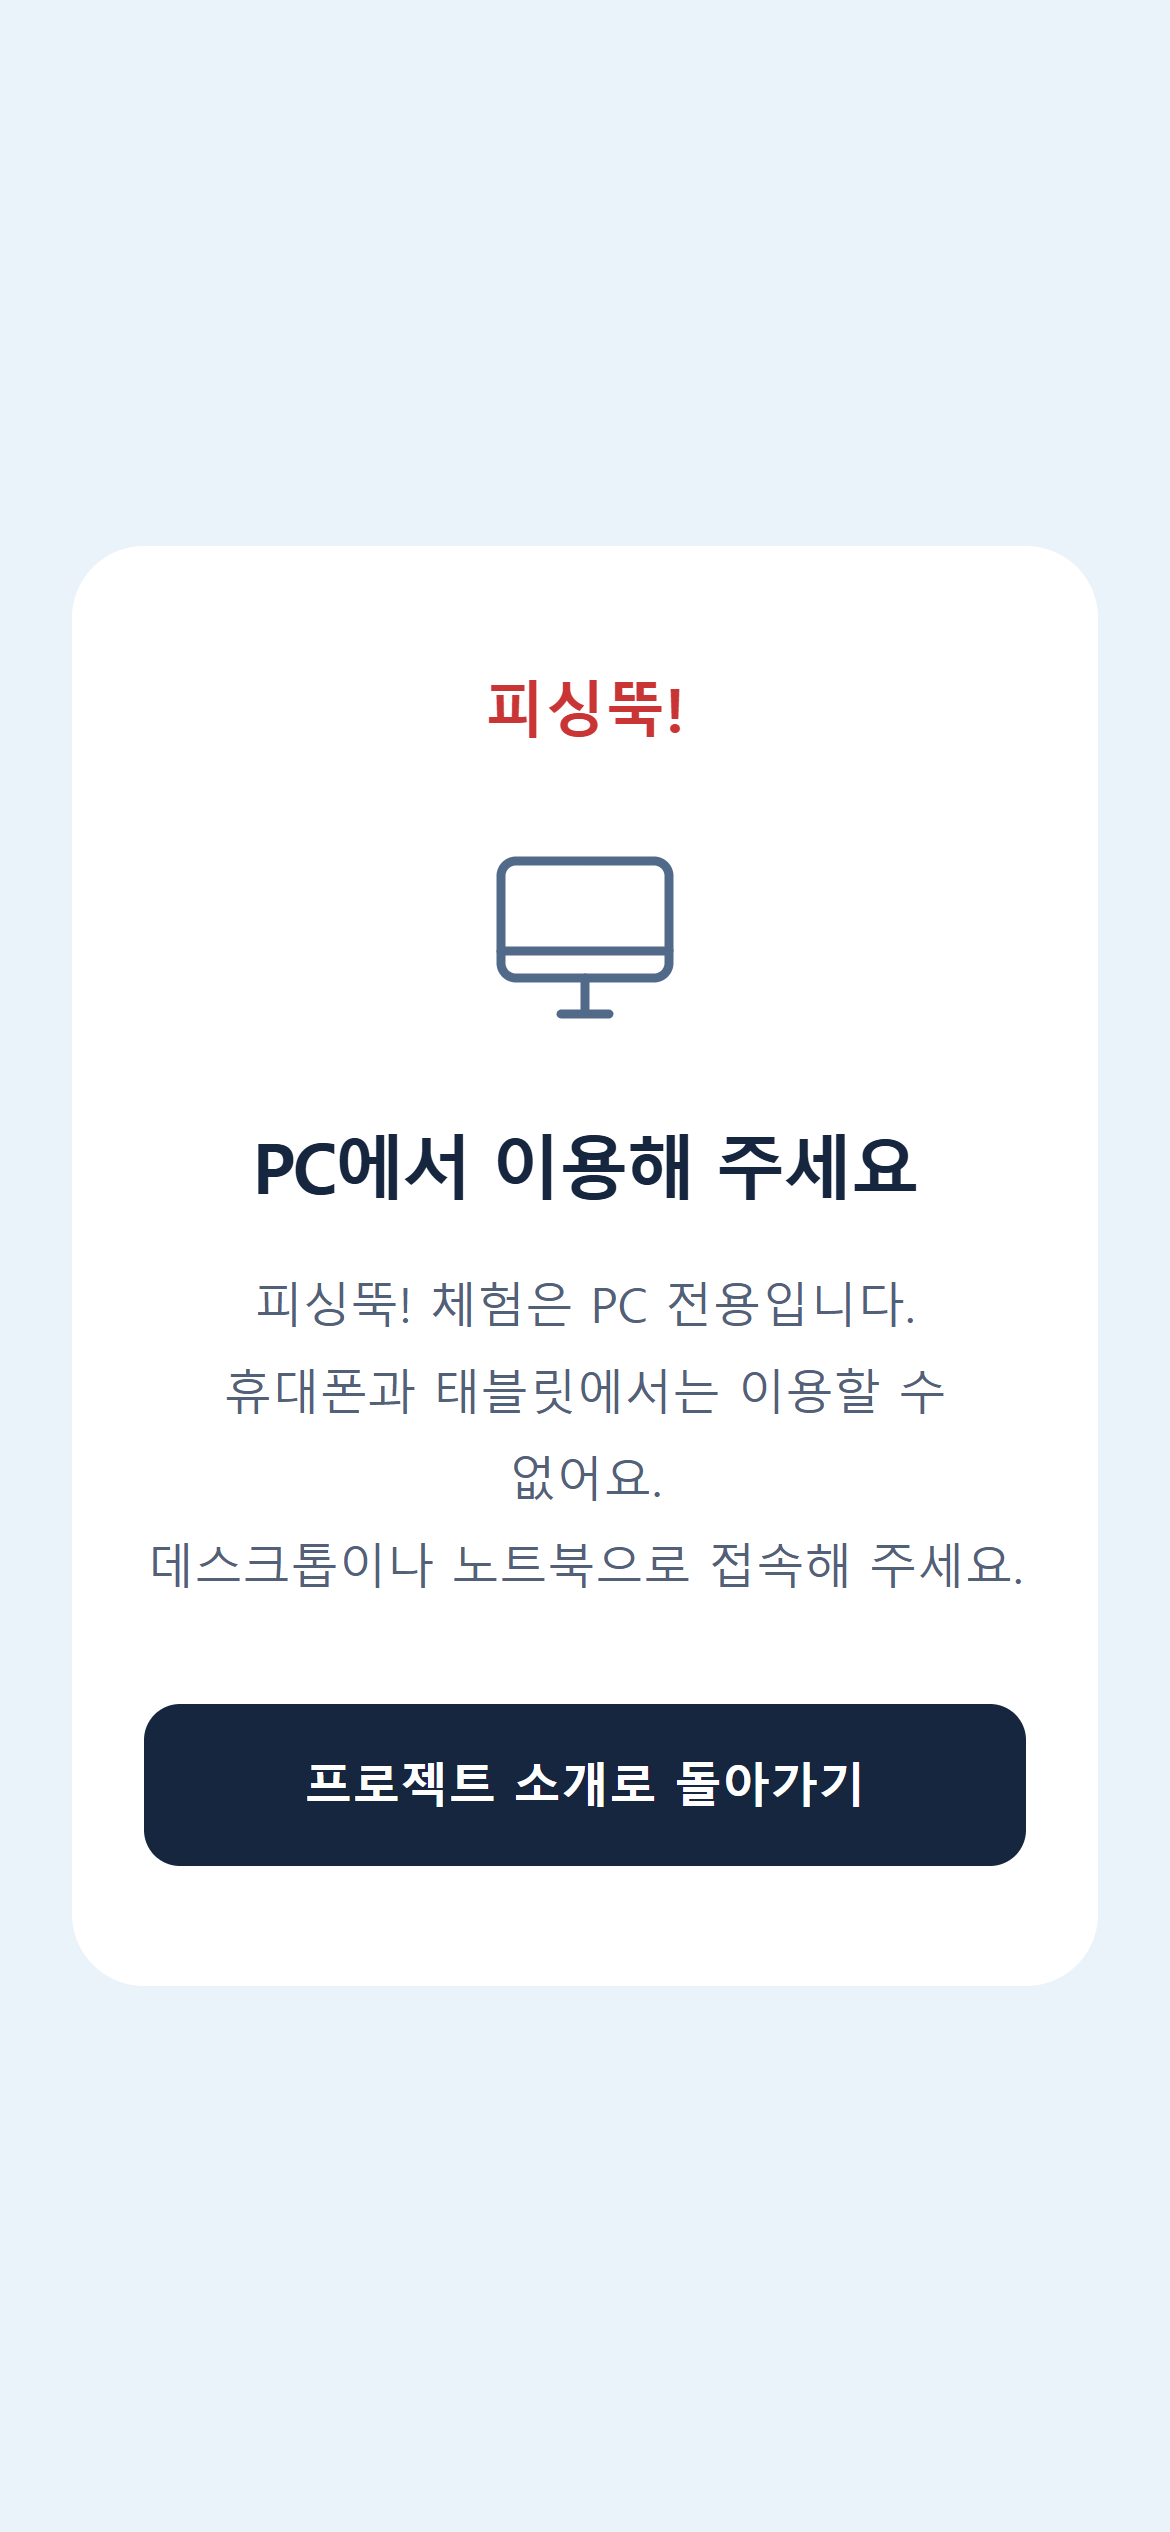 피싱뚝!
PC에서 이용해 주세요
피싱뚝! 체험은 PC 전용입니다.
휴대폰과 태블릿에서는 이용할 수
없어요.
데스크톱이나 노트북으로 접속해 주세요.
프로젝트 소개로 돌아가기